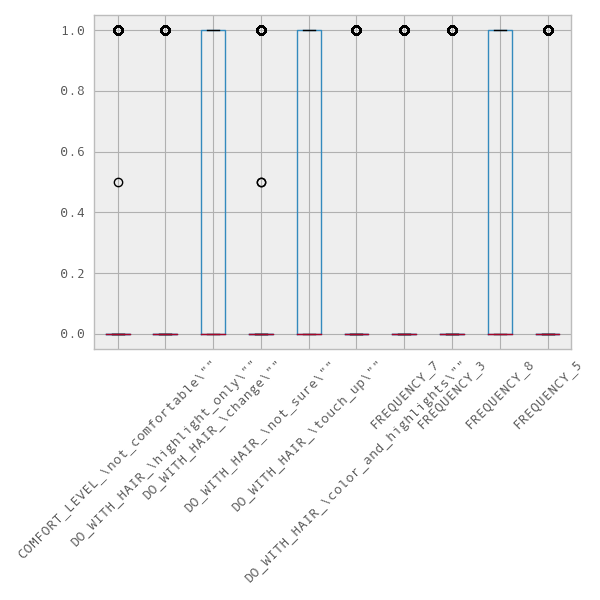 1.0
0.8
0.6
0.4
0.2
0.0
COMFORT_LEVEL_\not_comfortable\""
DO_WITH_HAIR_\highlight_only\""
DO_WITH_HAIR_\change\""
DO_WITH_HAIR_\not_sure\""
DO_WITH_HAIR_\touch_up\""
DO_WITH_HAIR_\color_and_highlights\""
FREQUENCY_7
FREQUENCY_3
FREQUENCY_8
FREQUENCY_5